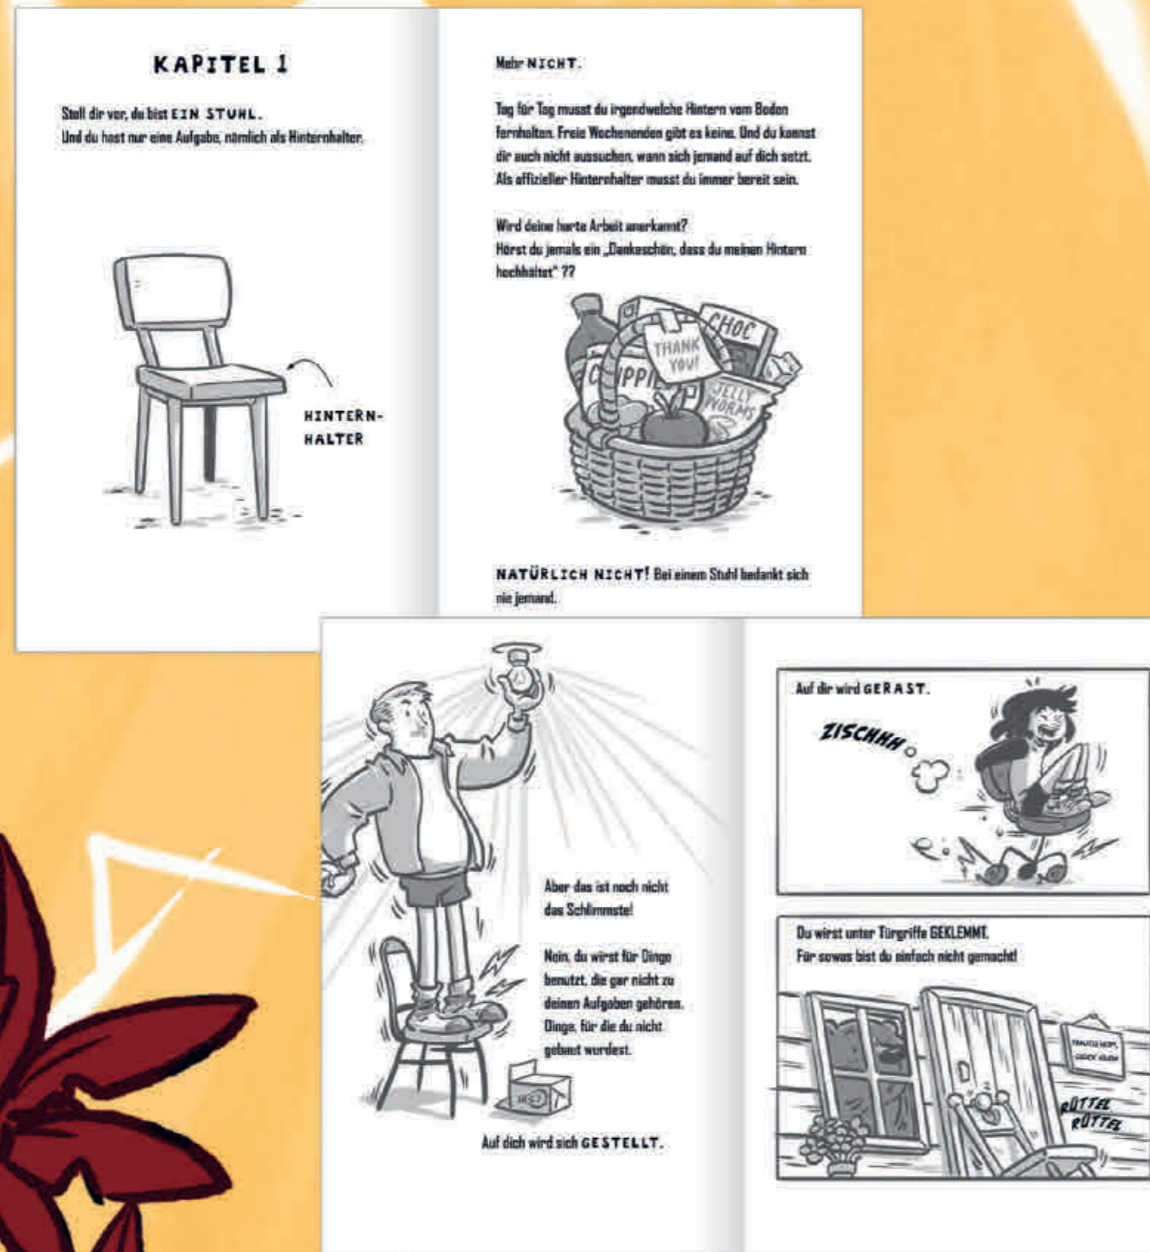 KAPITEL 1
Stell dir vor, du bist EIN STUHL.
Und du hast nur eine Aufgabe, nämlich als Hinternhalter.
HINTERN-
HALTER
Mehr NICHT.
Tag für Tag musst du irgendwelche Hintern vom Boden
fernhalten. Freie Wochenenden gibt es keine. Und du kannst
dir auch nicht aussuchen, wann sich jemand auf dich setzt.
Als offizieller Hinternhalter musst du immer bereit sein.
Wird deine harte Arbeit anerkannt?
Hörst du jemals ein „Dankeschön, dass du meinen Hintern
hochhältst“ ??
CHOC
THANK
YOU!
JELLY
WORMS
NATÜRLICH NICHT! Bei einem Stuhl bedankt sich
nie jemand.
Aber das ist noch nicht
das Schlimmste!
Nein, du wirst für Dinge
benutzt, die gar nicht zu
deinen Aufgaben gehören.
Dinge, für die du nicht
gebaut wurdest.
Auf dich wird sich GESTELLT.
Auf dir wird GERAST.
ZISCHHH
Du wirst unter Türgriffe GEKLEMMT.
Für sowas bist du einfach nicht gemacht!
RÜTTEL
RÜTTEL